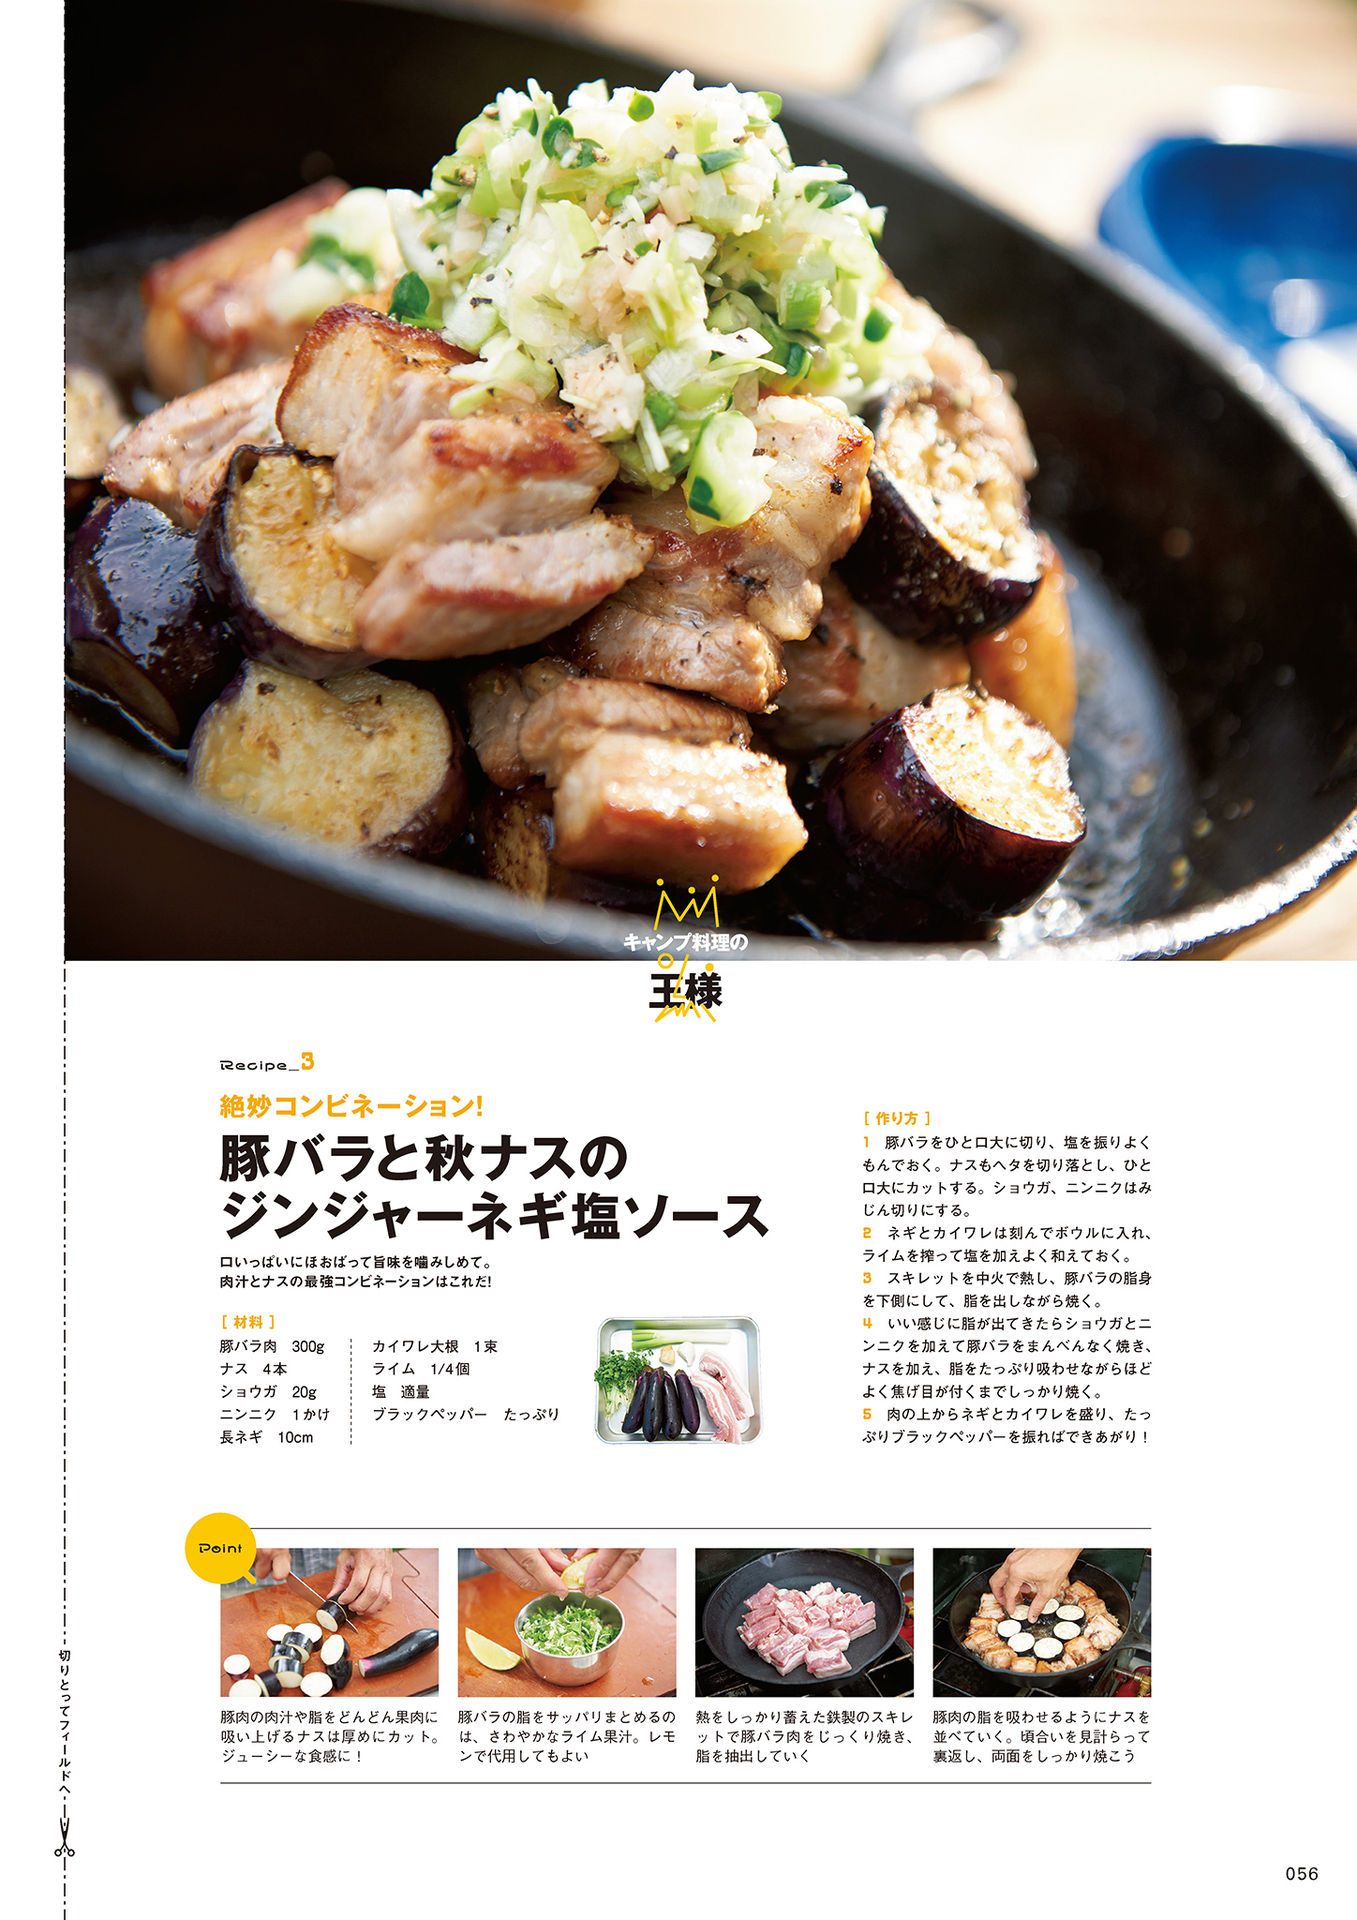 キャンプ料理の
王様
Recipe_3
絶妙コンビネーション!
豚バラと秋ナスの
ジンジャーネギ塩ソース
口いっぱいにほおばって旨味を噛みしめて。
肉汁とナスの最強コンビネーションはこれだ!
[ 材料 ]
豚バラ肉　300g
ナス　4本
ショウガ　20g
ニンニク　1かけ
長ネギ　10cm
カイワレ大根　1束
ライム　1/4個
塩　適量
ブラックペッパー　たっぷり
[ 作り方 ]
1　豚バラをひと口大に切り、塩を振りよく
もんでおく。ナスもヘタを切り落とし、ひと
口大にカットする。ショウガ、ニンニクはみ
じん切りにする。
2　ネギとカイワレは刻んでボウルに入れ、
ライムを搾って塩を加えよく和えておく。
3　スキレットを中火で熱し、豚バラの脂身
を下側にして、脂を出しながら焼く。
4　いい感じに脂が出てきたらショウガとニ
ンニクを加えて豚バラをまんべんなく焼き、
ナスを加え、脂をたっぷり吸わせながらほど
よく焦げ目が付くまでしっかり焼く。
5　肉の上からネギとカイワレを盛り、たっ
ぷりブラックペッパーを振ればできあがり！
Point
豚肉の肉汁や脂をどんどん果肉に
吸い上げるナスは厚めにカット。
ジューシーな食感に！
豚バラの脂をサッパリまとめるの
は、さわやかなライム果汁。レモ
ンで代用してもよい
熱をしっかり蓄えた鉄製のスキレ
ットで豚バラ肉をじっくり焼き、
脂を抽出していく
豚肉の脂を吸わせるようにナスを
並べていく。頃合いを見計らって
裏返し、両面をしっかり焼こう
切りとってフィールドへ
056